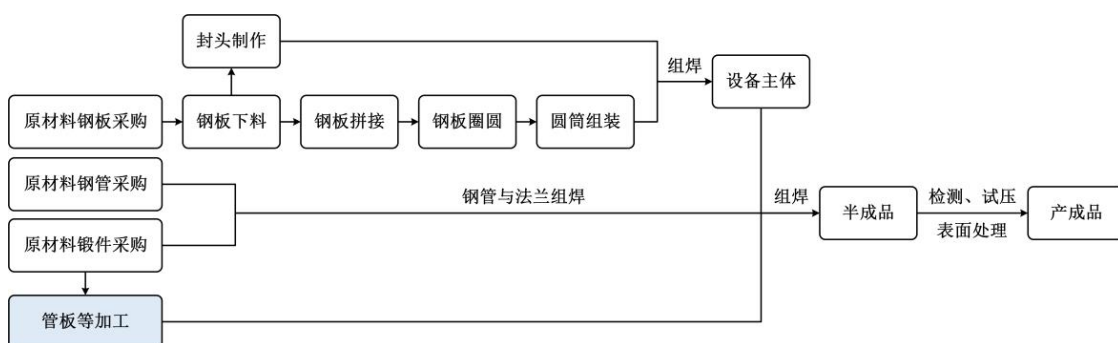 封头制作
组焊
设备主体
原材料钢板采购
钢板下料
钢板拼接
钢板圈圆
圆筒组装
原材料钢管采购
钢管与法兰组焊
组焊
半成品
检测、试压
表面处理
产成品
原材料锻件采购
管板等加工